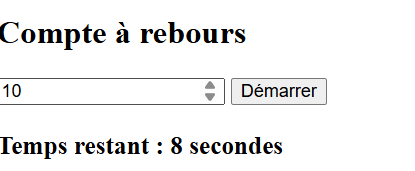 Compte à rebours
10 Démarrer
Temps restant : 8 secondes